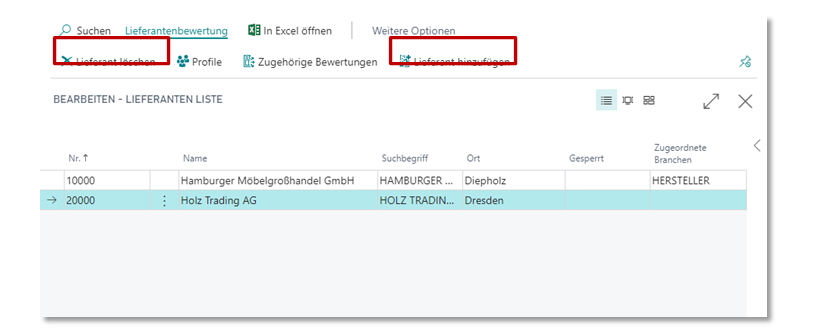 Suchen Lieferantenbewertung In Excel öffnen Weitere Optionen
Lieferant löschen Profile Zugehörige Bewertungen Lieferant hinzufügen
BEARBEITEN - LIEFERANTEN LISTE
Nr. ↑ Name Suchbegriff Ort Gesperrt Zugeordnete Branchen
10000 Hamburger Möbelgroßhandel GmbH HAMBURGER ... Diepholz HERSTELLER
20000 Holz Trading AG HOLZ TRADIN... Dresden